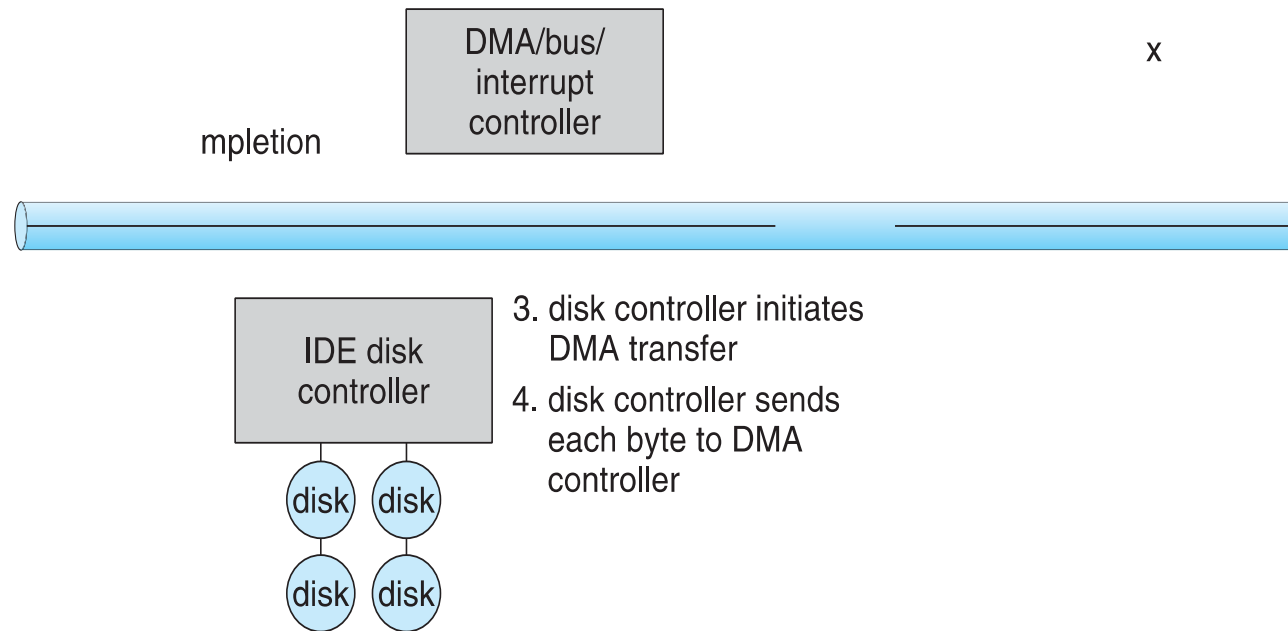 DMA/bus/
interrupt
controller
x
mpletion
3. disk controller initiates
DMA transfer
4. disk controller sends
each byte to DMA
controller
IDE disk
controller
disk disk
disk disk